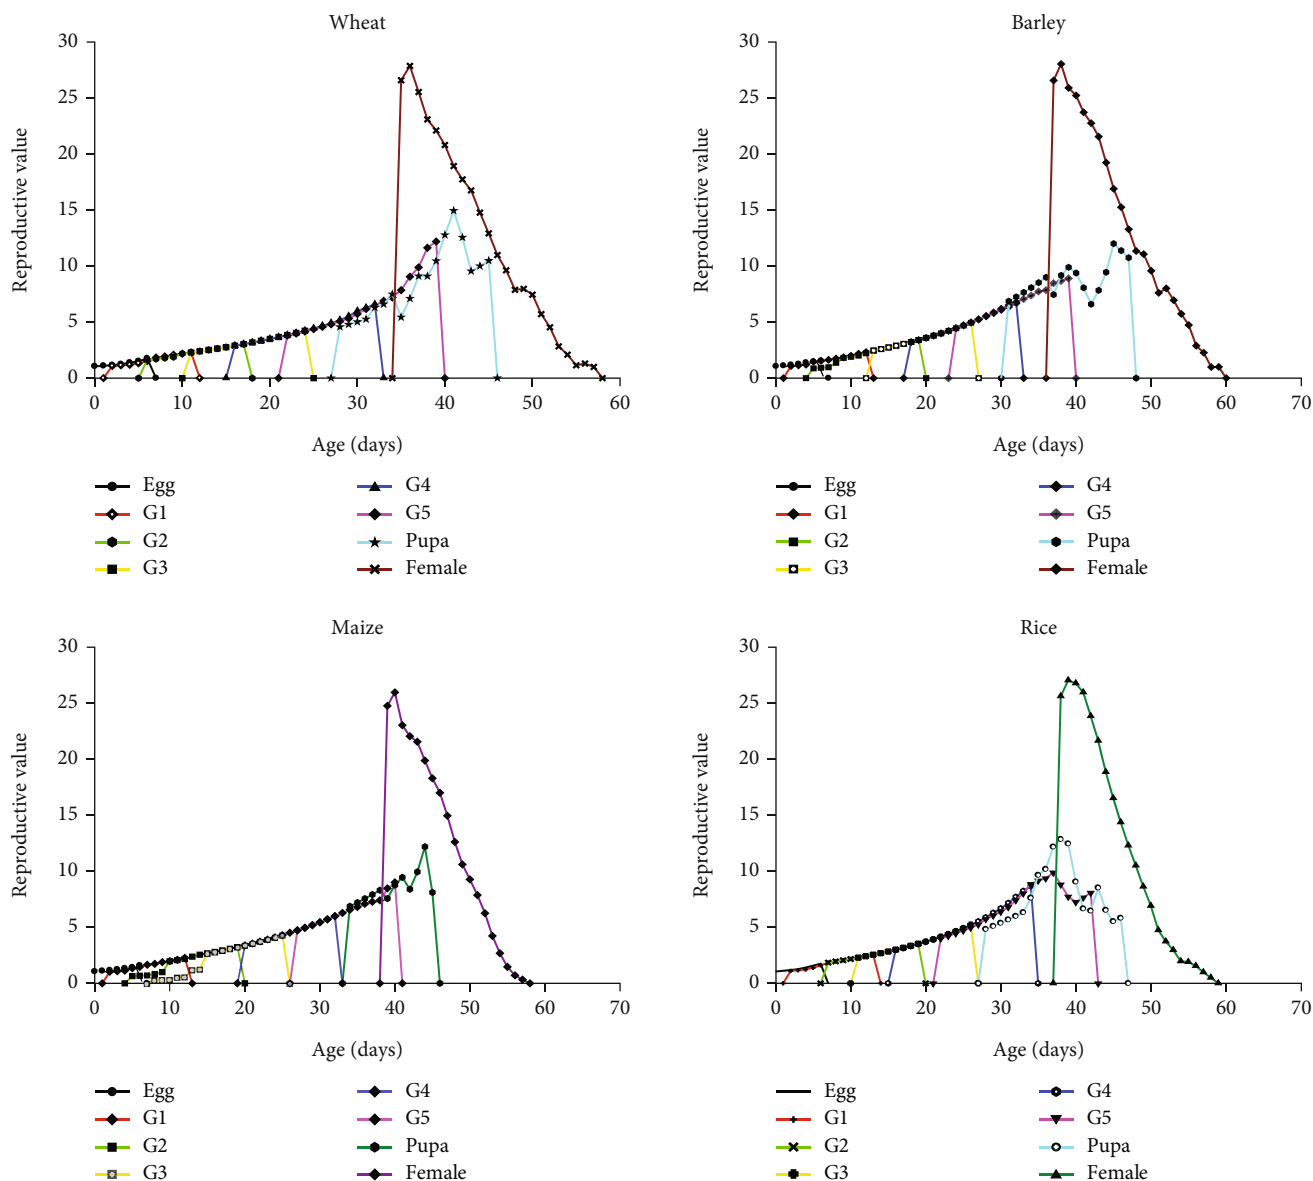 Wheat
Reproductive value
30
25
20
15
10
5
0
0 10 20 30 40 50 60
Age (days)
Egg
G1
G2
G3
G4
G5
Pupa
Female
Barley
Reproductive value
30
25
20
15
10
5
0
0 10 20 30 40 50 60 70
Age (days)
Egg
G1
G2
G3
G4
G5
Pupa
Female
Maize
Reproductive value
30
25
20
15
10
5
0
0 10 20 30 40 50 60 70
Age (days)
Egg
G1
G2
G3
G4
G5
Pupa
Female
Rice
Reproductive value
30
25
20
15
10
5
0
0 10 20 30 40 50 60 70
Age (days)
Egg
G1
G2
G3
G4
G5
Pupa
Female